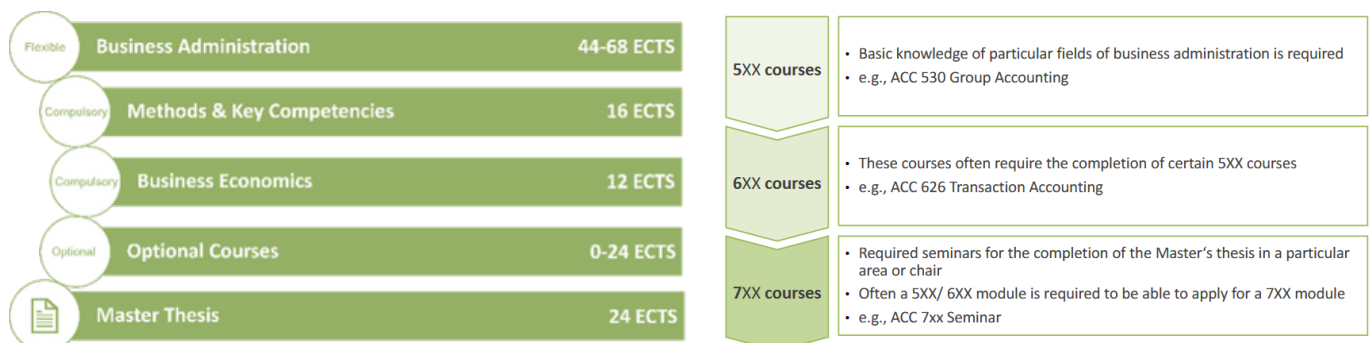 Flexible
Business Administration
44-68 ECTS
Compulsory
Methods & Key Competencies
16 ECTS
Compulsory
Business Economics
12 ECTS
Optional
Optional Courses
0-24 ECTS
Master Thesis
24 ECTS
5XX courses
• Basic knowledge of particular fields of business administration is required
• e.g., ACC 530 Group Accounting
6XX courses
• These courses often require the completion of certain 5XX courses
• e.g., ACC 626 Transaction Accounting
7XX courses
• Required seminars for the completion of the Master‘s thesis in a particular
area or chair
• Often a 5XX/ 6XX module is required to be able to apply for a 7XX module
• e.g., ACC 7xx Seminar